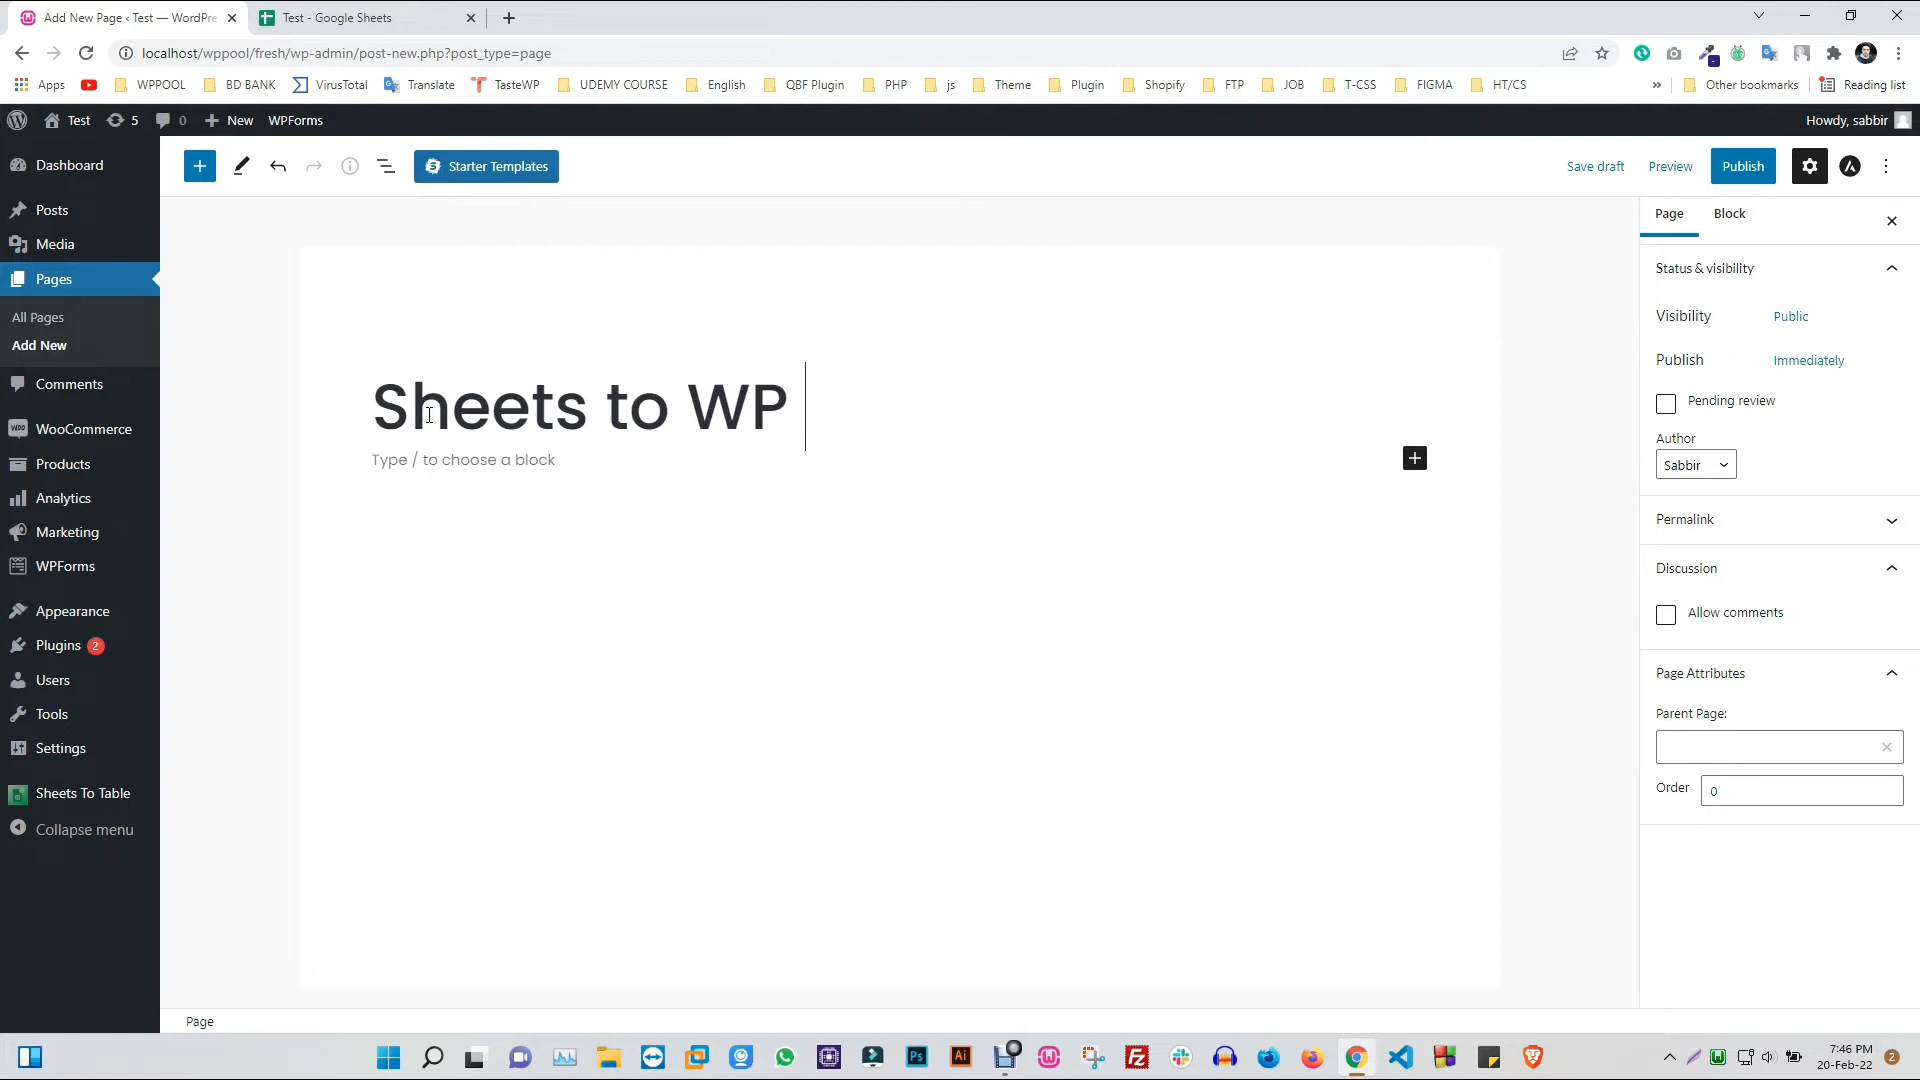 Add New Page ‹ Test — WordPre
Test - Google Sheets
localhost/wppool/fresh/wp-admin/post-new.php?post_type=page
Apps
WPPOOL
BD BANK
VirusTotal
Translate
TasteWP
UDEMY COURSE
English
QBF Plugin
PHP
js
Theme
Plugin
Shopify
FTP
JOB
T-CSS
FIGMA
HT/CS
»
Other bookmarks
Reading list
Test
5
0
New
WPForms
Howdy, sabbir
Dashboard
Posts
Media
Pages
All Pages
Add New
Comments
WooCommerce
Products
Analytics
Marketing
WPForms
Appearance
Plugins 2
Users
Tools
Settings
Sheets To Table
Collapse menu
Starter Templates
Save draft
Preview
Publish
Sheets to WP
Type / to choose a block
Page
Block
Status & visibility
Visibility Public
Publish Immediately
Pending review
Author
Sabbir
Permalink
Discussion
Allow comments
Page Attributes
Parent Page:
Order 0
Page
Ps
Ai
Fz
7:46 PM
20-Feb-22
2